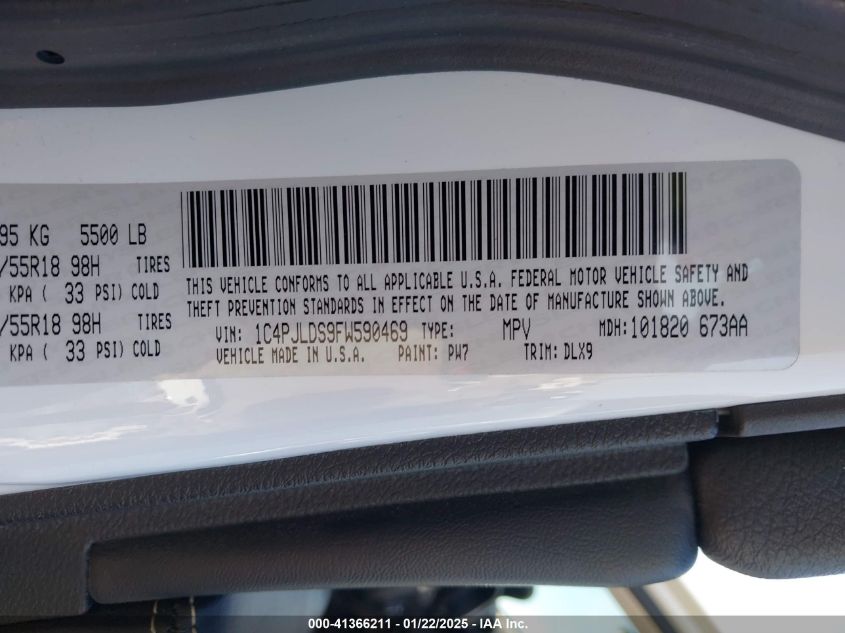 95 KG 5500 LB
/55R18 98H TIRES
KPA ( 33 PSI) COLD
/55R18 98H TIRES
KPA ( 33 PSI) COLD
THIS VEHICLE CONFORMS TO ALL APPLICABLE U.S.A. FEDERAL MOTOR VEHICLE SAFETY AND
THEFT PREVENTION STANDARDS IN EFFECT ON THE DATE OF MANUFACTURE SHOWN ABOVE.
VIN: 1C4PJLDS9FW590469 TYPE: MPV MDH: 101820 673AA
VEHICLE MADE IN U.S.A. PAINT: PW7 TRIM: DLX9
000-41366211 - 01/22/2025 - IAA Inc.